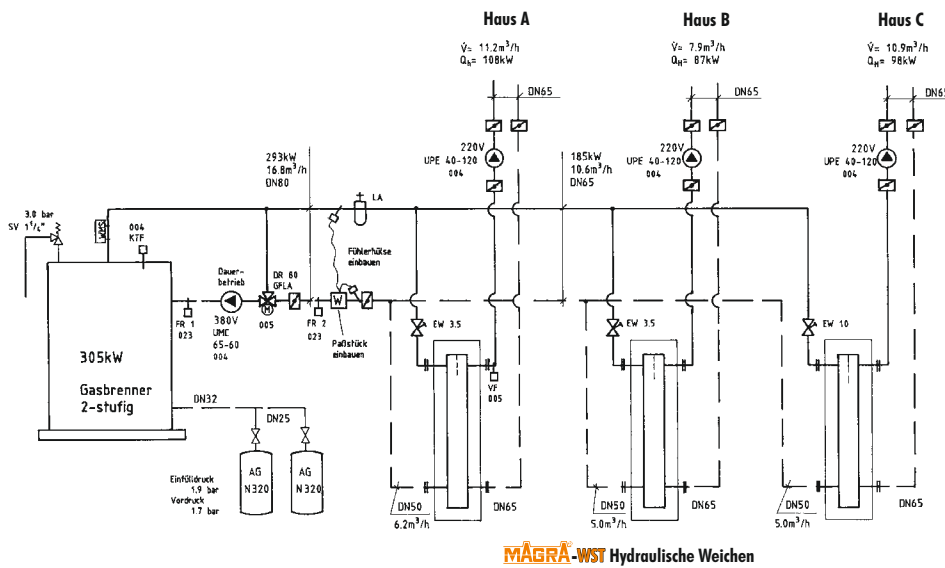 Haus A
V̇= 11.2m³/h
Qₕ= 108kW
DN65
Haus B
V̇= 7.9m³/h
Q_H= 87kW
DN65
Haus C
V̇= 10.9m³/h
Q_H= 98kW
DN65
220V
UPE 40-120
004
220V
UPE 40-120
004
220V
UPE 40-120
004
293kW
16.8m³/h
DN80
185kW
10.6m³/h
DN65
LA
3.0 bar
SV 1¹/₄"
WMS
004
KTF
Fühlerhülse
einbauen
Dauer-
betrieb
DR 80
GFLA
M
W
FR 1
023
380V
UME
65-60
004
005
FR 2
023
Paßstück
einbauen
EW 3.5
EW 3.5
EW 10
VF
005
305kW
Gasbrenner
2-stufig
DN32
DN25
AG
N320
AG
N320
Einfülldruck
1.9 bar
Vordruck
1.7 bar
DN50
6.2m³/h
DN65
DN50
5.0m³/h
DN65
DN50
5.0m³/h
DN65
MAGRA-WST Hydraulische Weichen